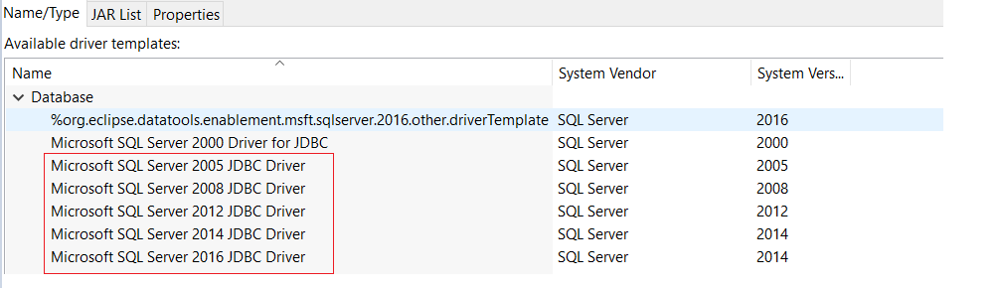 Name/Type JAR List Properties
Available driver templates:
Name System Vendor System Vers...
Database
%org.eclipse.datatools.enablement.msft.sqlserver.2016.other.driverTemplate SQL Server 2016
Microsoft SQL Server 2000 Driver for JDBC SQL Server 2000
Microsoft SQL Server 2005 JDBC Driver SQL Server 2005
Microsoft SQL Server 2008 JDBC Driver SQL Server 2008
Microsoft SQL Server 2012 JDBC Driver SQL Server 2012
Microsoft SQL Server 2014 JDBC Driver SQL Server 2014
Microsoft SQL Server 2016 JDBC Driver SQL Server 2014